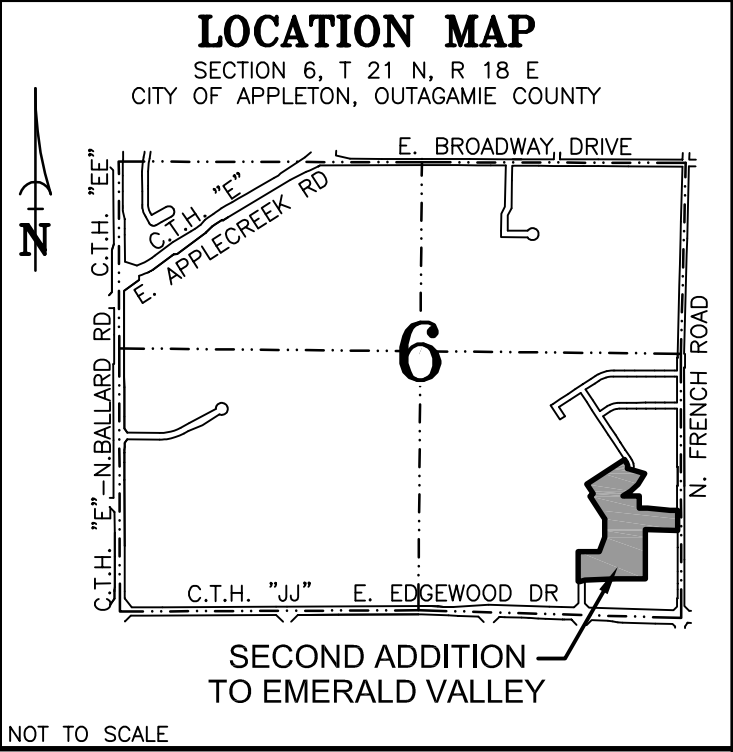 LOCATION MAP
SECTION 6, T 21 N, R 18 E
CITY OF APPLETON, OUTAGAMIE COUNTY
N
E. BROADWAY DRIVE
C.T.H. "EE"
C.T.H. "E"
E. APPLECREEK RD
6
C.T.H. "E"–N.BALLARD RD,
N. FRENCH ROAD
C.T.H. "JJ" E. EDGEWOOD DR
SECOND ADDITION
TO EMERALD VALLEY
NOT TO SCALE